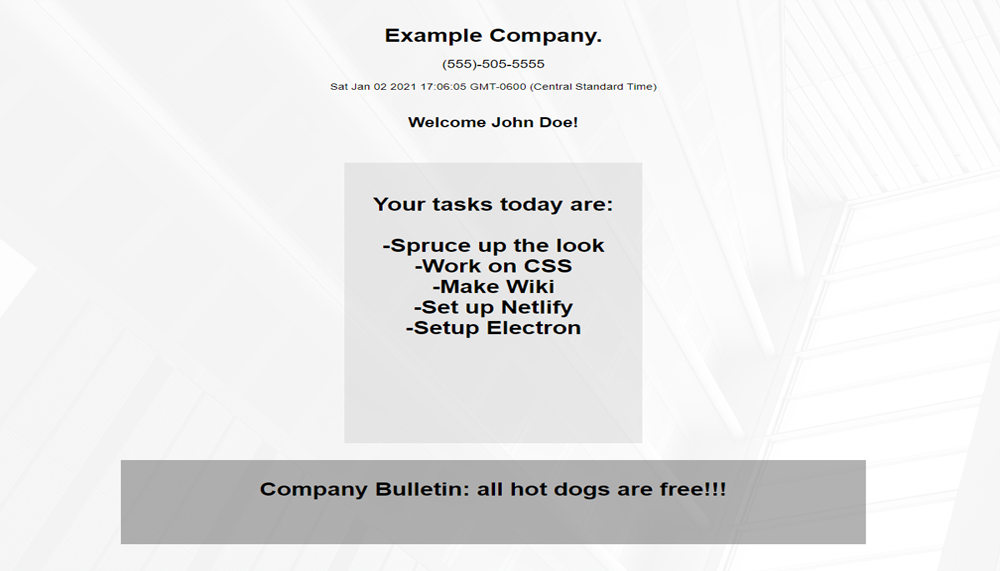 Example Company.
(555)-505-5555
Sat Jan 02 2021 17:06:05 GMT-0600 (Central Standard Time)
Welcome John Doe!
Your tasks today are:
-Spruce up the look
-Work on CSS
-Make Wiki
-Set up Netlify
-Setup Electron
Company Bulletin: all hot dogs are free!!!